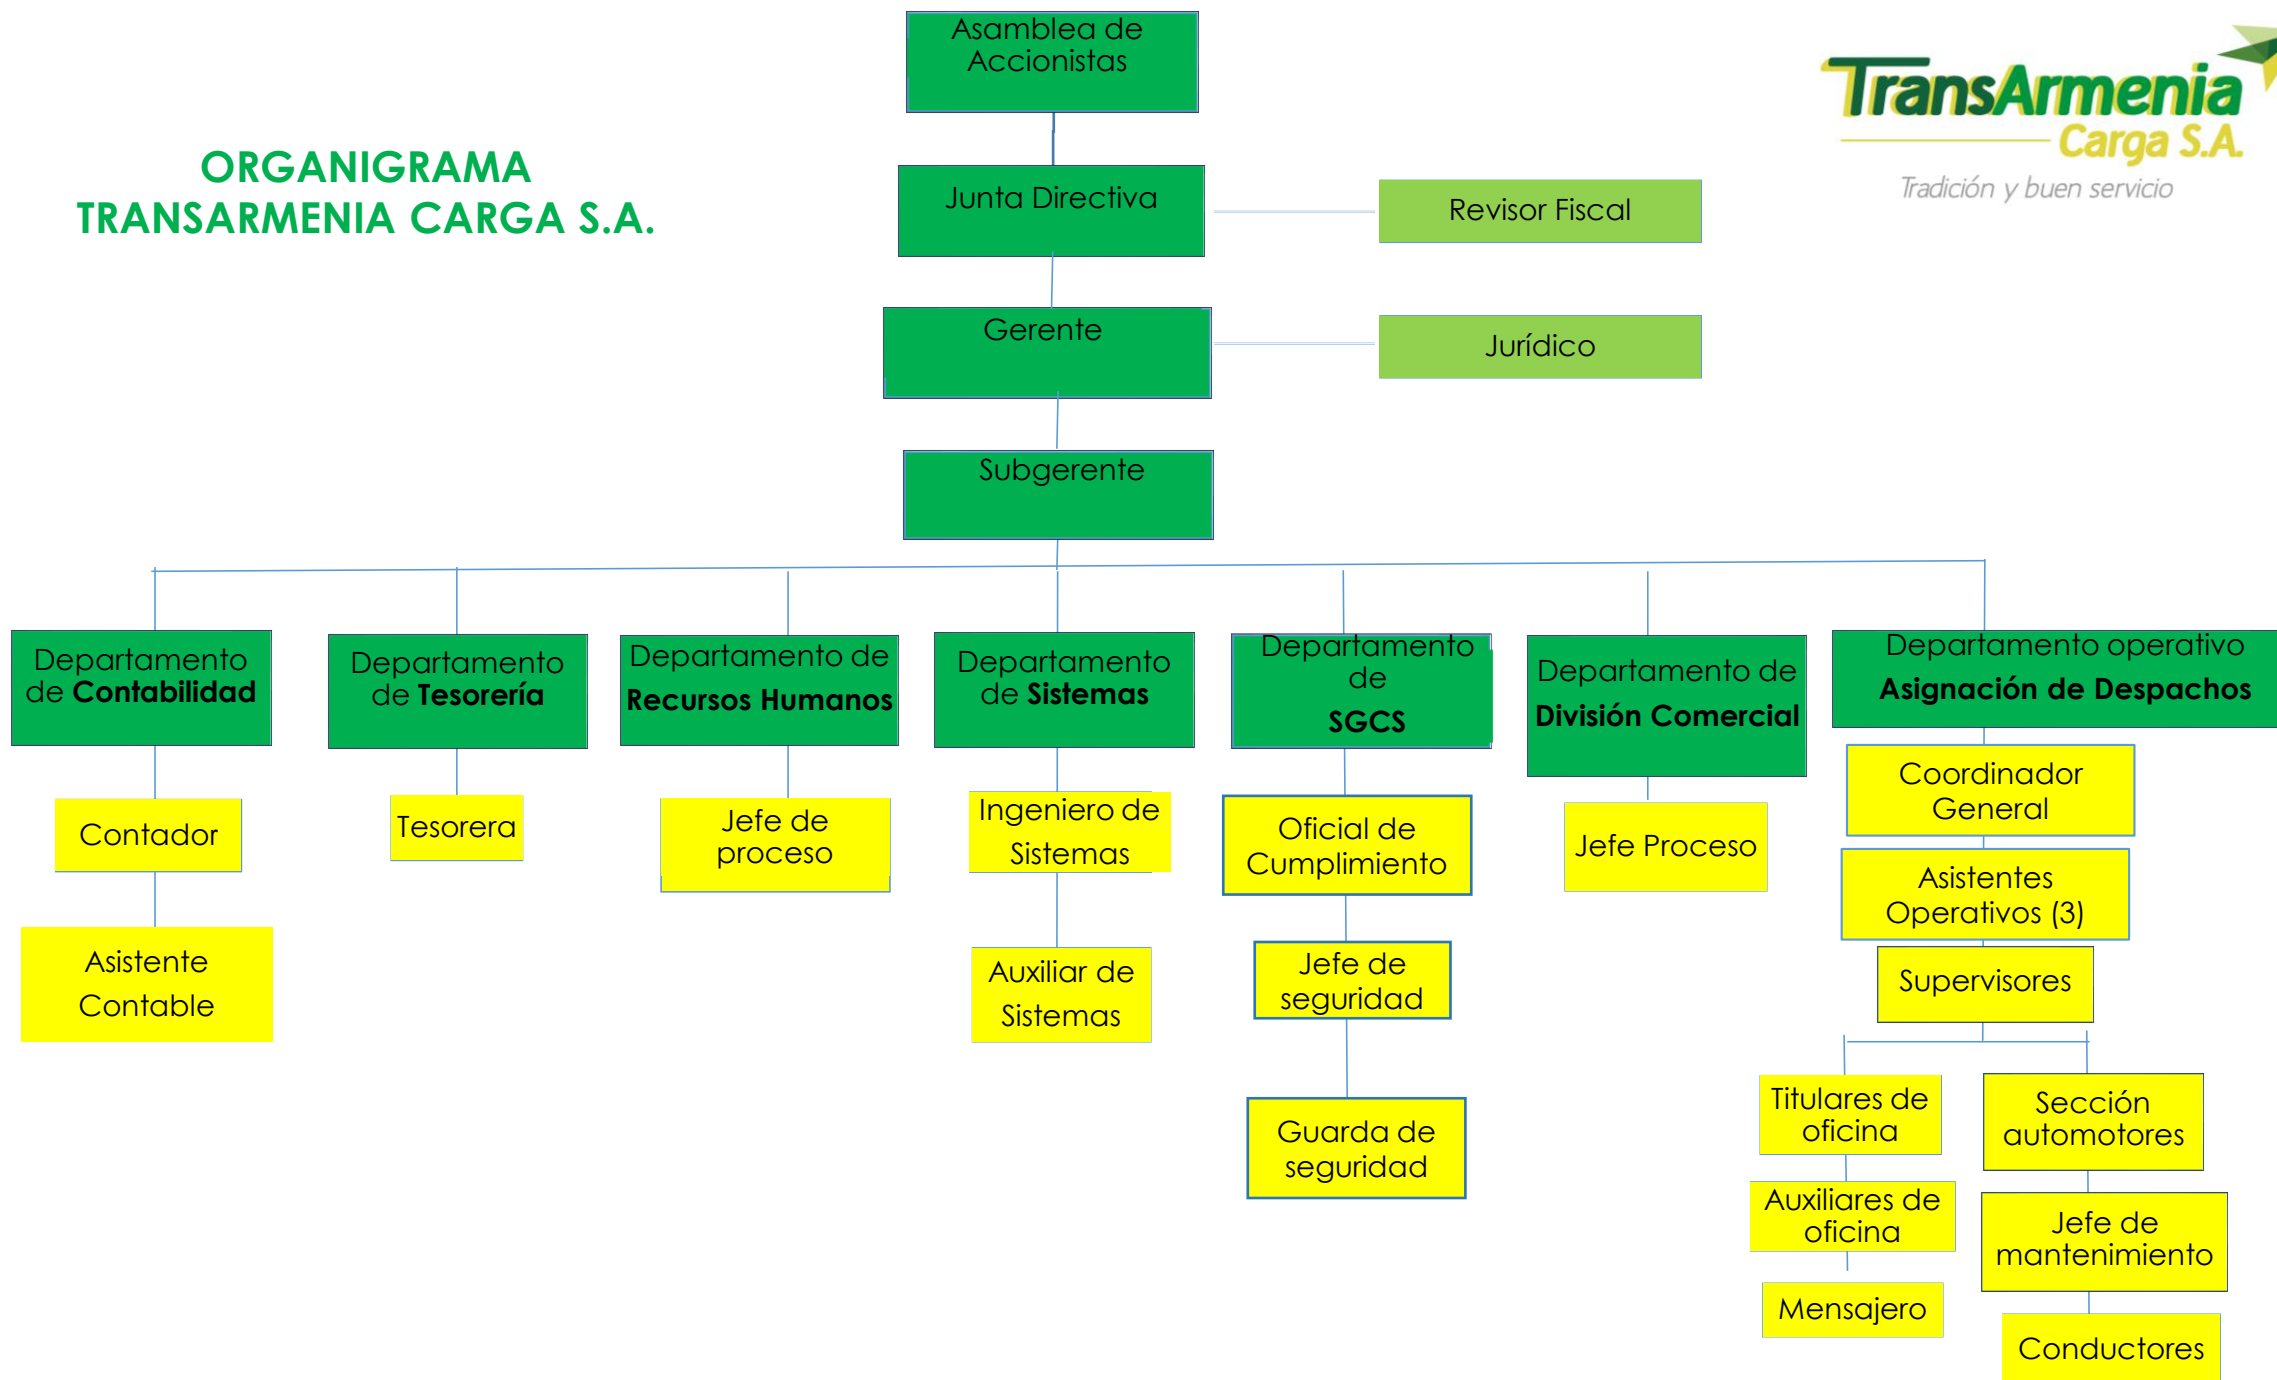 Asamblea de
Accionistas
TransArmenia
Carga S.A.
Tradición y buen servicio
ORGANIGRAMA
TRANSARMENIA CARGA S.A.
Junta Directiva
Revisor Fiscal
Gerente
Jurídico
Subgerente
Departamento
de Contabilidad
Departamento
de Tesorería
Departamento de
Recursos Humanos
Departamento
de Sistemas
Departamento
de
SGCS
Departamento de
División Comercial
Departamento operativo
Asignación de Despachos
Contador
Asistente
Contable
Tesorera
Jefe de
proceso
Ingeniero de
Sistemas
Auxiliar de
Sistemas
Oficial de
Cumplimiento
Jefe de
seguridad
Guarda de
seguridad
Jefe Proceso
Coordinador
General
Asistentes
Operativos (3)
Supervisores
Titulares de
oficina
Auxiliares de
oficina
Mensajero
Sección
automotores
Jefe de
mantenimiento
Conductores